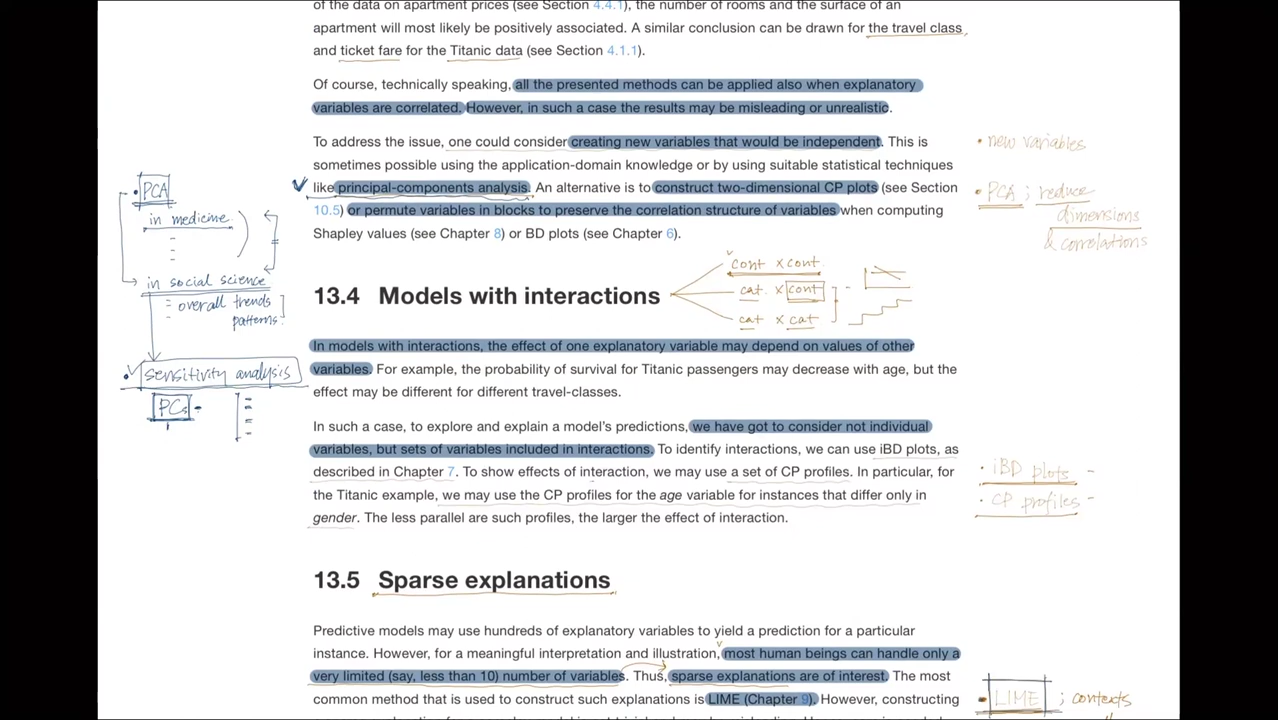 of the data on apartment prices (see Section 4.4.1), the number of rooms and the surface of an
apartment will most likely be positively associated. A similar conclusion can be drawn for the travel class
and ticket fare for the Titanic data (see Section 4.1.1).
Of course, technically speaking, all the presented methods can be applied also when explanatory
variables are correlated. However, in such a case the results may be misleading or unrealistic.
To address the issue, one could consider creating new variables that would be independent. This is
sometimes possible using the application-domain knowledge or by using suitable statistical techniques
like principal-components analysis. An alternative is to construct two-dimensional CP plots (see Section
10.5) or permute variables in blocks to preserve the correlation structure of variables when computing
Shapley values (see Chapter 8) or BD plots (see Chapter 6).
• new variables
• PCA ; reduce
dimensions
& correlations
• PCA
in medicine
in social science
overall trends
patterns.
sensitivity analysis
PCs
13.4 Models with interactions
cont x cont
cat. x cont
cat x cat
In models with interactions, the effect of one explanatory variable may depend on values of other
variables. For example, the probability of survival for Titanic passengers may decrease with age, but the
effect may be different for different travel-classes.
In such a case, to explore and explain a model's predictions, we have got to consider not individual
variables, but sets of variables included in interactions. To identify interactions, we can use iBD plots, as
described in Chapter 7. To show effects of interaction, we may use a set of CP profiles. In particular, for
the Titanic example, we may use the CP profiles for the age variable for instances that differ only in
gender. The less parallel are such profiles, the larger the effect of interaction.
• iBD plots -
• CP profiles -
13.5 Sparse explanations
Predictive models may use hundreds of explanatory variables to yield a prediction for a particular
instance. However, for a meaningful interpretation and illustration, most human beings can handle only a
very limited (say, less than 10) number of variables. Thus, sparse explanations are of interest. The most
common method that is used to construct such explanations is LIME (Chapter 9). However, constructing
• LIME ; contexts